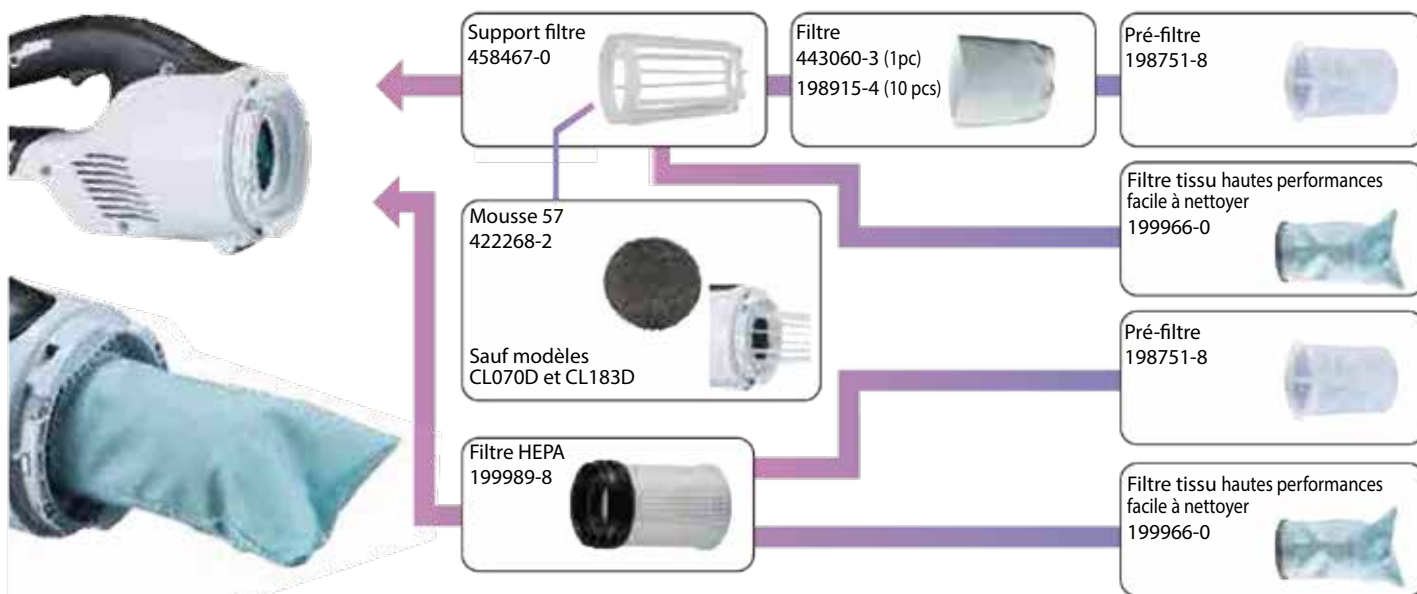 Support filtre
458467-0
Filtre
443060-3 (1pc)
198915-4 (10 pcs)
Pré-filtre
198751-8
Filtre tissu hautes performances
facile à nettoyer
199966-0
Mousse 57
422268-2
Sauf modèles
CL070D et CL183D
Pré-filtre
198751-8
Filtre HEPA
199989-8
Filtre tissu hautes performances
facile à nettoyer
199966-0